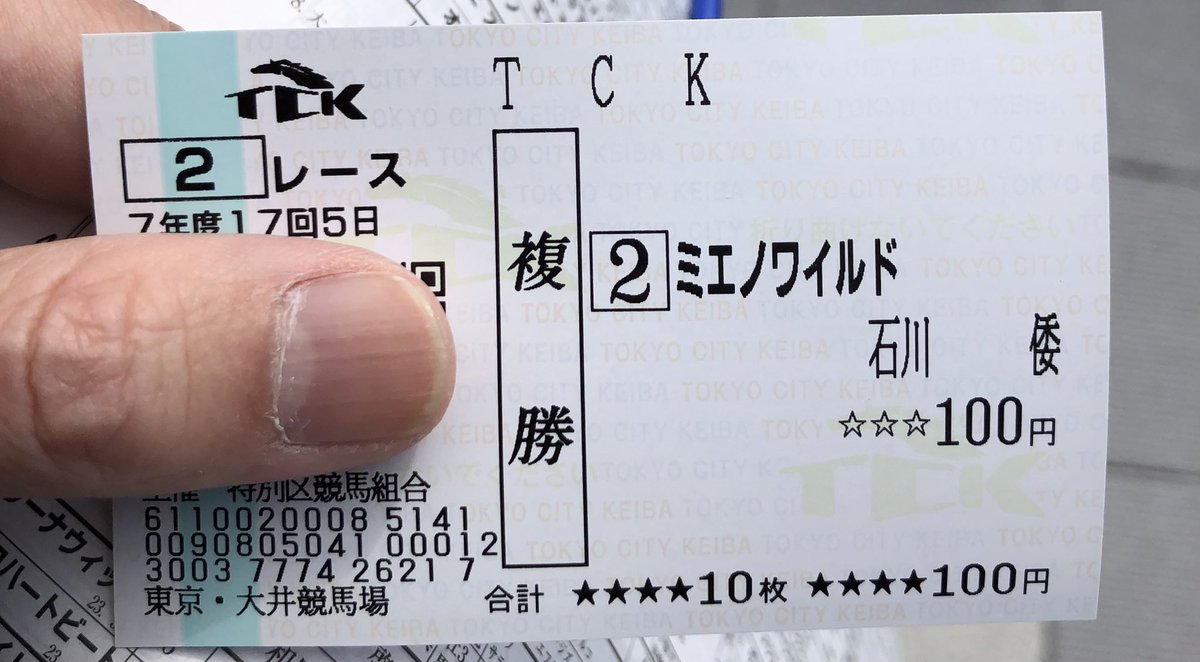 TCK
T C K
2 レース
7年度17回5日
回
複勝
2 ミエノワイルド
石川 倭
☆☆☆100円
主催 特別区競馬組合
6110020008 5141
0090805041 00012
3003 7774 2621 7
東京・大井競馬場
合計 ★★★★10枚 ★★★★100円